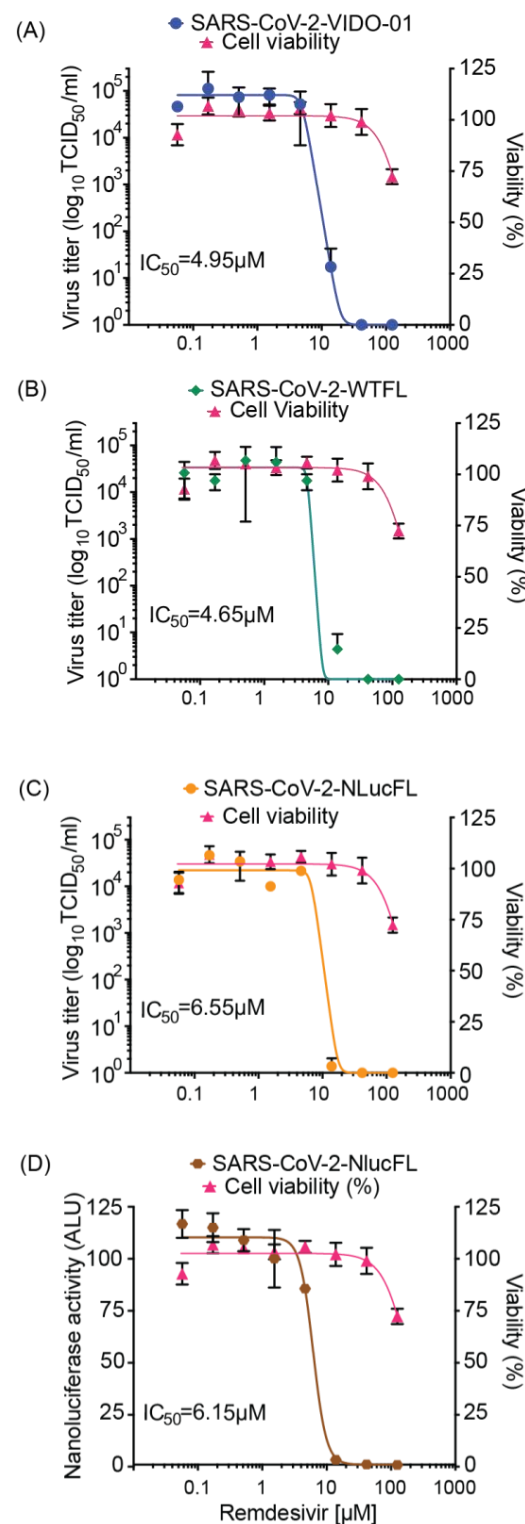 (A)
SARS-CoV-2-VIDO-01
Cell viability
Virus titer (log10TCID50/ml)
10^5
10^4
10^3
10^2
10^1
10^0
IC50=4.95µM
125
100
75
50
25
0
Viability (%)
0.1 1 10 100 1000
(B)
SARS-CoV-2-WTFL
Cell Viability
Virus titer (log10TCID50/ml)
10^5
10^4
10^3
10^2
10^1
10^0
IC50=4.65µM
125
100
75
50
25
0
Viability (%)
0.1 1 10 100 1000
(C)
SARS-CoV-2-NLucFL
Cell viability
Virus titer (log10TCID50/ml)
10^5
10^4
10^3
10^2
10^1
10^0
IC50=6.55µM
125
100
75
50
25
0
Viability (%)
0.1 1 10 100 1000
(D)
SARS-CoV-2-NlucFL
Cell viability (%)
Nanoluciferase activity (ALU)
125
100
75
50
25
0
IC50=6.15µM
125
100
75
50
25
0
Viability (%)
0.1 1 10 100 1000
Remdesivir [µM]